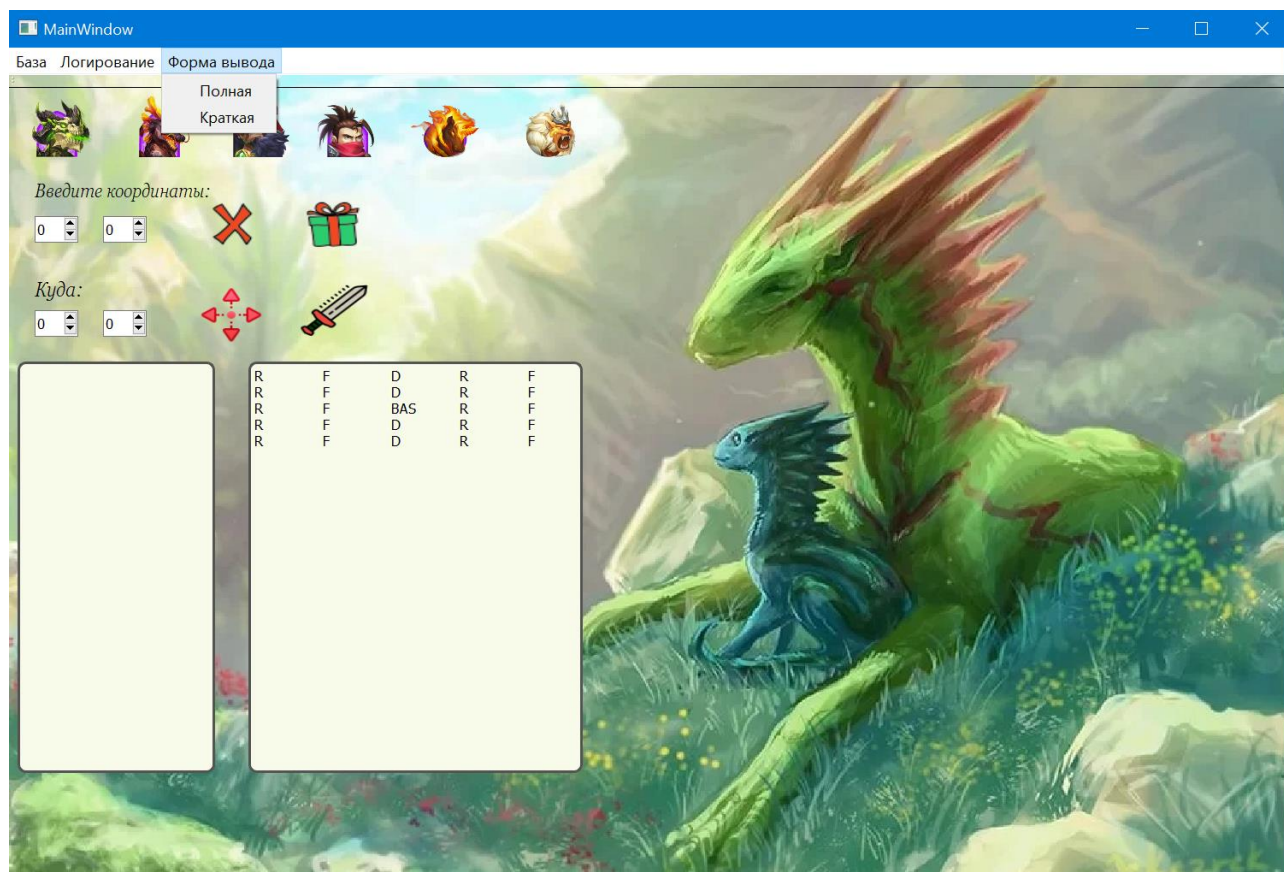 MainWindow
База Логирование Форма вывода
Полная
Краткая
Введите координаты:
0 0
Куда:
0 0
R F D R F
R F D R F
R F BAS R F
R F D R F
R F D R F